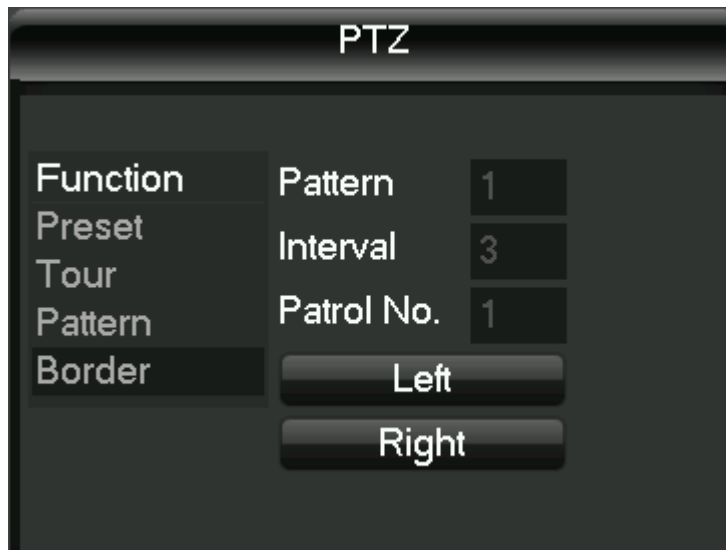 PTZ
Function
Preset
Tour
Pattern
Border
Pattern 1
Interval 3
Patrol No. 1
Left
Right